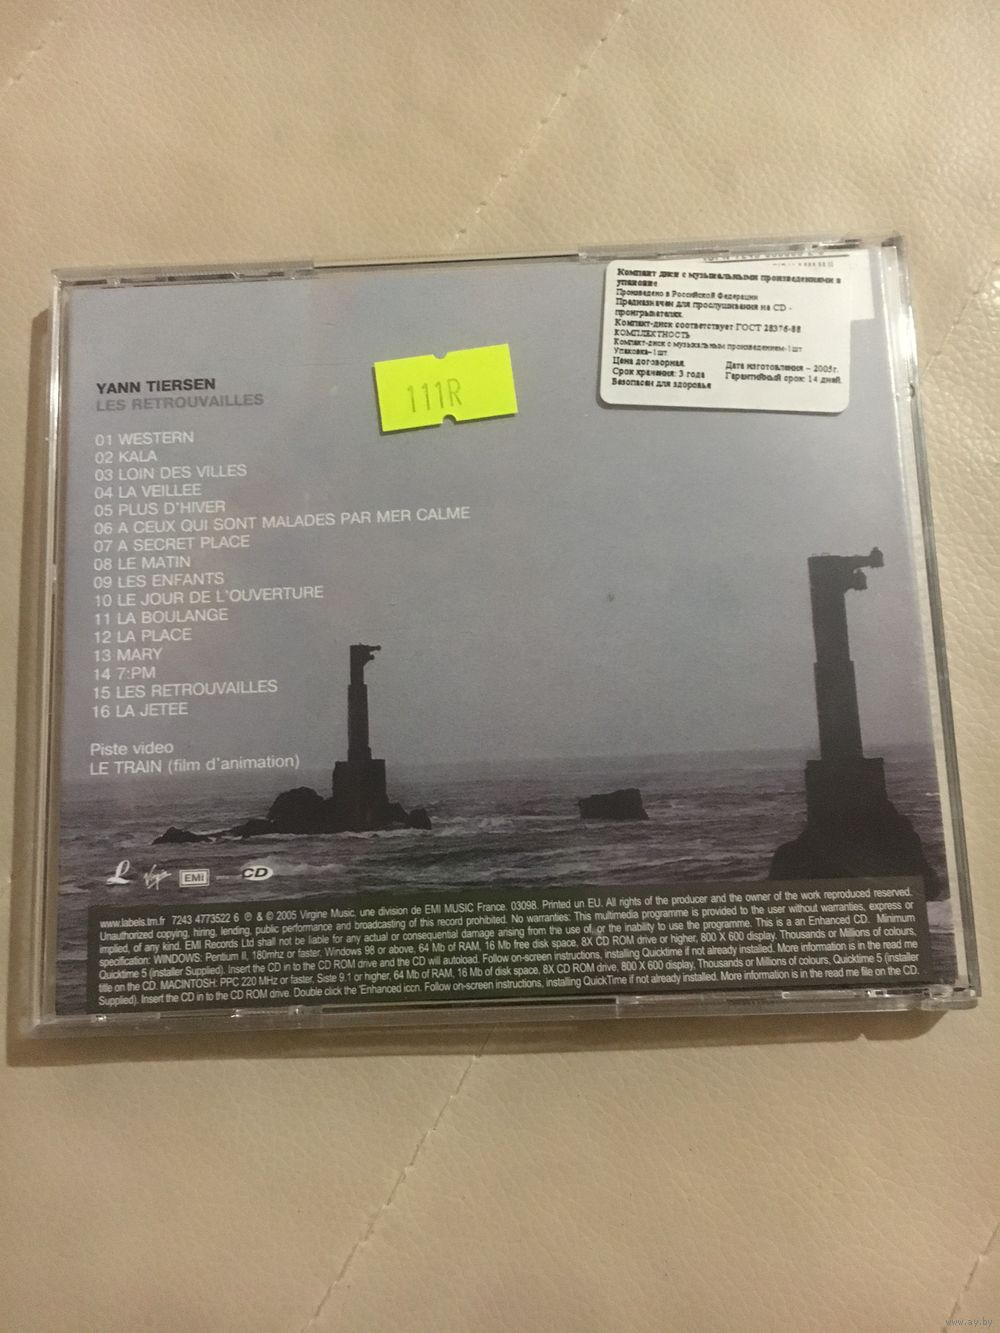 Компакт диск с музыкальными произведениями в
упаковке
Произведено в Российской Федерации
Предназначен для прослушивания на CD -
проигрывателях.
Компакт-диск соответствует ГОСТ 28376-88
КОМПЛЕКТНОСТЬ
Компакт-диск с музыкальным произведением-1шт
Упаковка-1шт.
Цена договорная.
Срок хранения: 3 года
Безопасен для здоровья
Дата изготовления – 2005г.
Гарантийный срок: 14 дней.
111R
YANN TIERSEN
LES RETROUVAILLES
01 WESTERN
02 KALA
03 LOIN DES VILLES
04 LA VEILLEE
05 PLUS D'HIVER
06 A CEUX QUI SONT MALADES PAR MER CALME
07 A SECRET PLACE
08 LE MATIN
09 LES ENFANTS
10 LE JOUR DE L'OUVERTURE
11 LA BOULANGE
12 LA PLACE
13 MARY
14 7:PM
15 LES RETROUVAILLES
16 LA JETEE
Piste video
LE TRAIN (film d'animation)
Virgin EMI CD
www.labels.tm.fr 7243 4773522 6 ℗ & © 2005 Virgine Music, une division de EMI MUSIC France. 03098. Printed un EU. All rights of the producer and the owner of the work reproduced reserved.
Unauthorized copying, hiring, lending, public performance and broadcasting of this record prohibited. No warranties: This multimedia programme is provided to the user without warranties, express or
implied, of any kind. EMI Records Ltd shall not be liable for any actual or consequential damage arising from the use of, or the inability to use the programme. This is a an Enhanced CD. Minimum
specification: WINDOWS: Pentium II, 180mhz or faster, Windows 98 or above, 64 Mb of RAM, 16 Mb free disk space, 8X CD ROM drive or higher, 800 X 600 display, Thousands or Millions of colours,
Quicktime 5 (installer Supplied). Insert the CD in to the CD ROM drive and the CD will autoload. Follow on-screen instructions, installing Quicktime if not already installed. More information is in the read me
title on the CD. MACINTOSH: PPC 220 MHz or faster, Siste 9.1 or higher, 64 Mb of RAM, 16 Mb of disk space, 8X CD ROM drive, 800 X 600 display, Thousands or Millions of colours, Quicktime 5 (installer
Supplied). Insert the CD in to the CD ROM drive. Double click the 'Enhanced iccn. Follow on-screen instructions, installing QuickTime if not already installed. More information is in the read me file on the CD.
www.ay.by